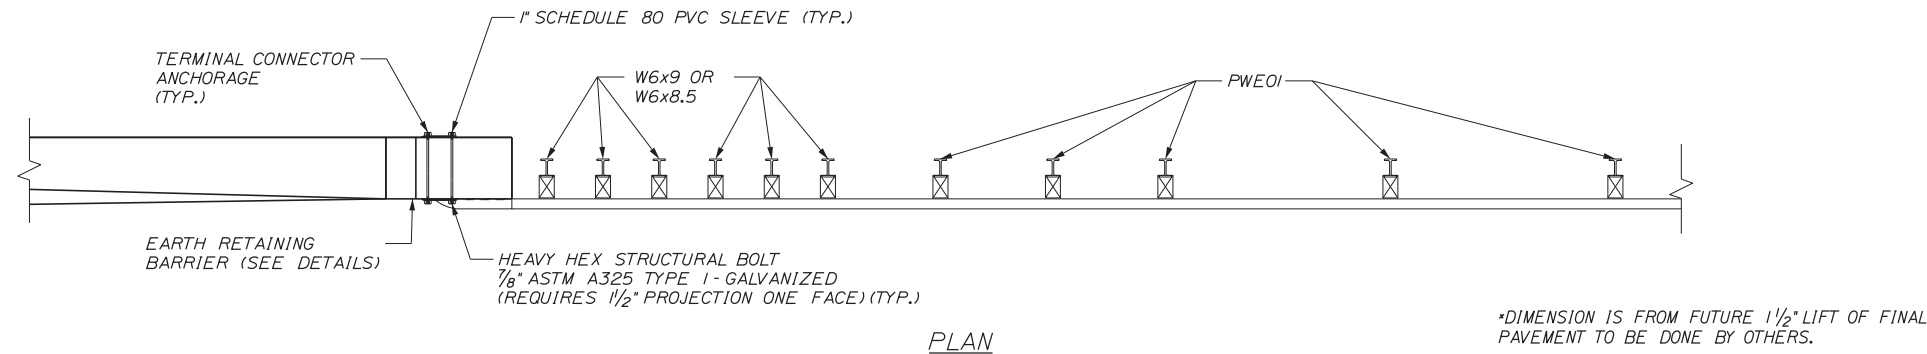 1" SCHEDULE 80 PVC SLEEVE (TYP.)
TERMINAL CONNECTOR
ANCHORAGE
(TYP.)
W6x9 OR
W6x8.5
PWE01
EARTH RETAINING
BARRIER (SEE DETAILS)
HEAVY HEX STRUCTURAL BOLT
7/8" ASTM A325 TYPE 1 - GALVANIZED
(REQUIRES 1 1/2" PROJECTION ONE FACE) (TYP.)
PLAN
*DIMENSION IS FROM FUTURE 1 1/2" LIFT OF FINAL
PAVEMENT TO BE DONE BY OTHERS.